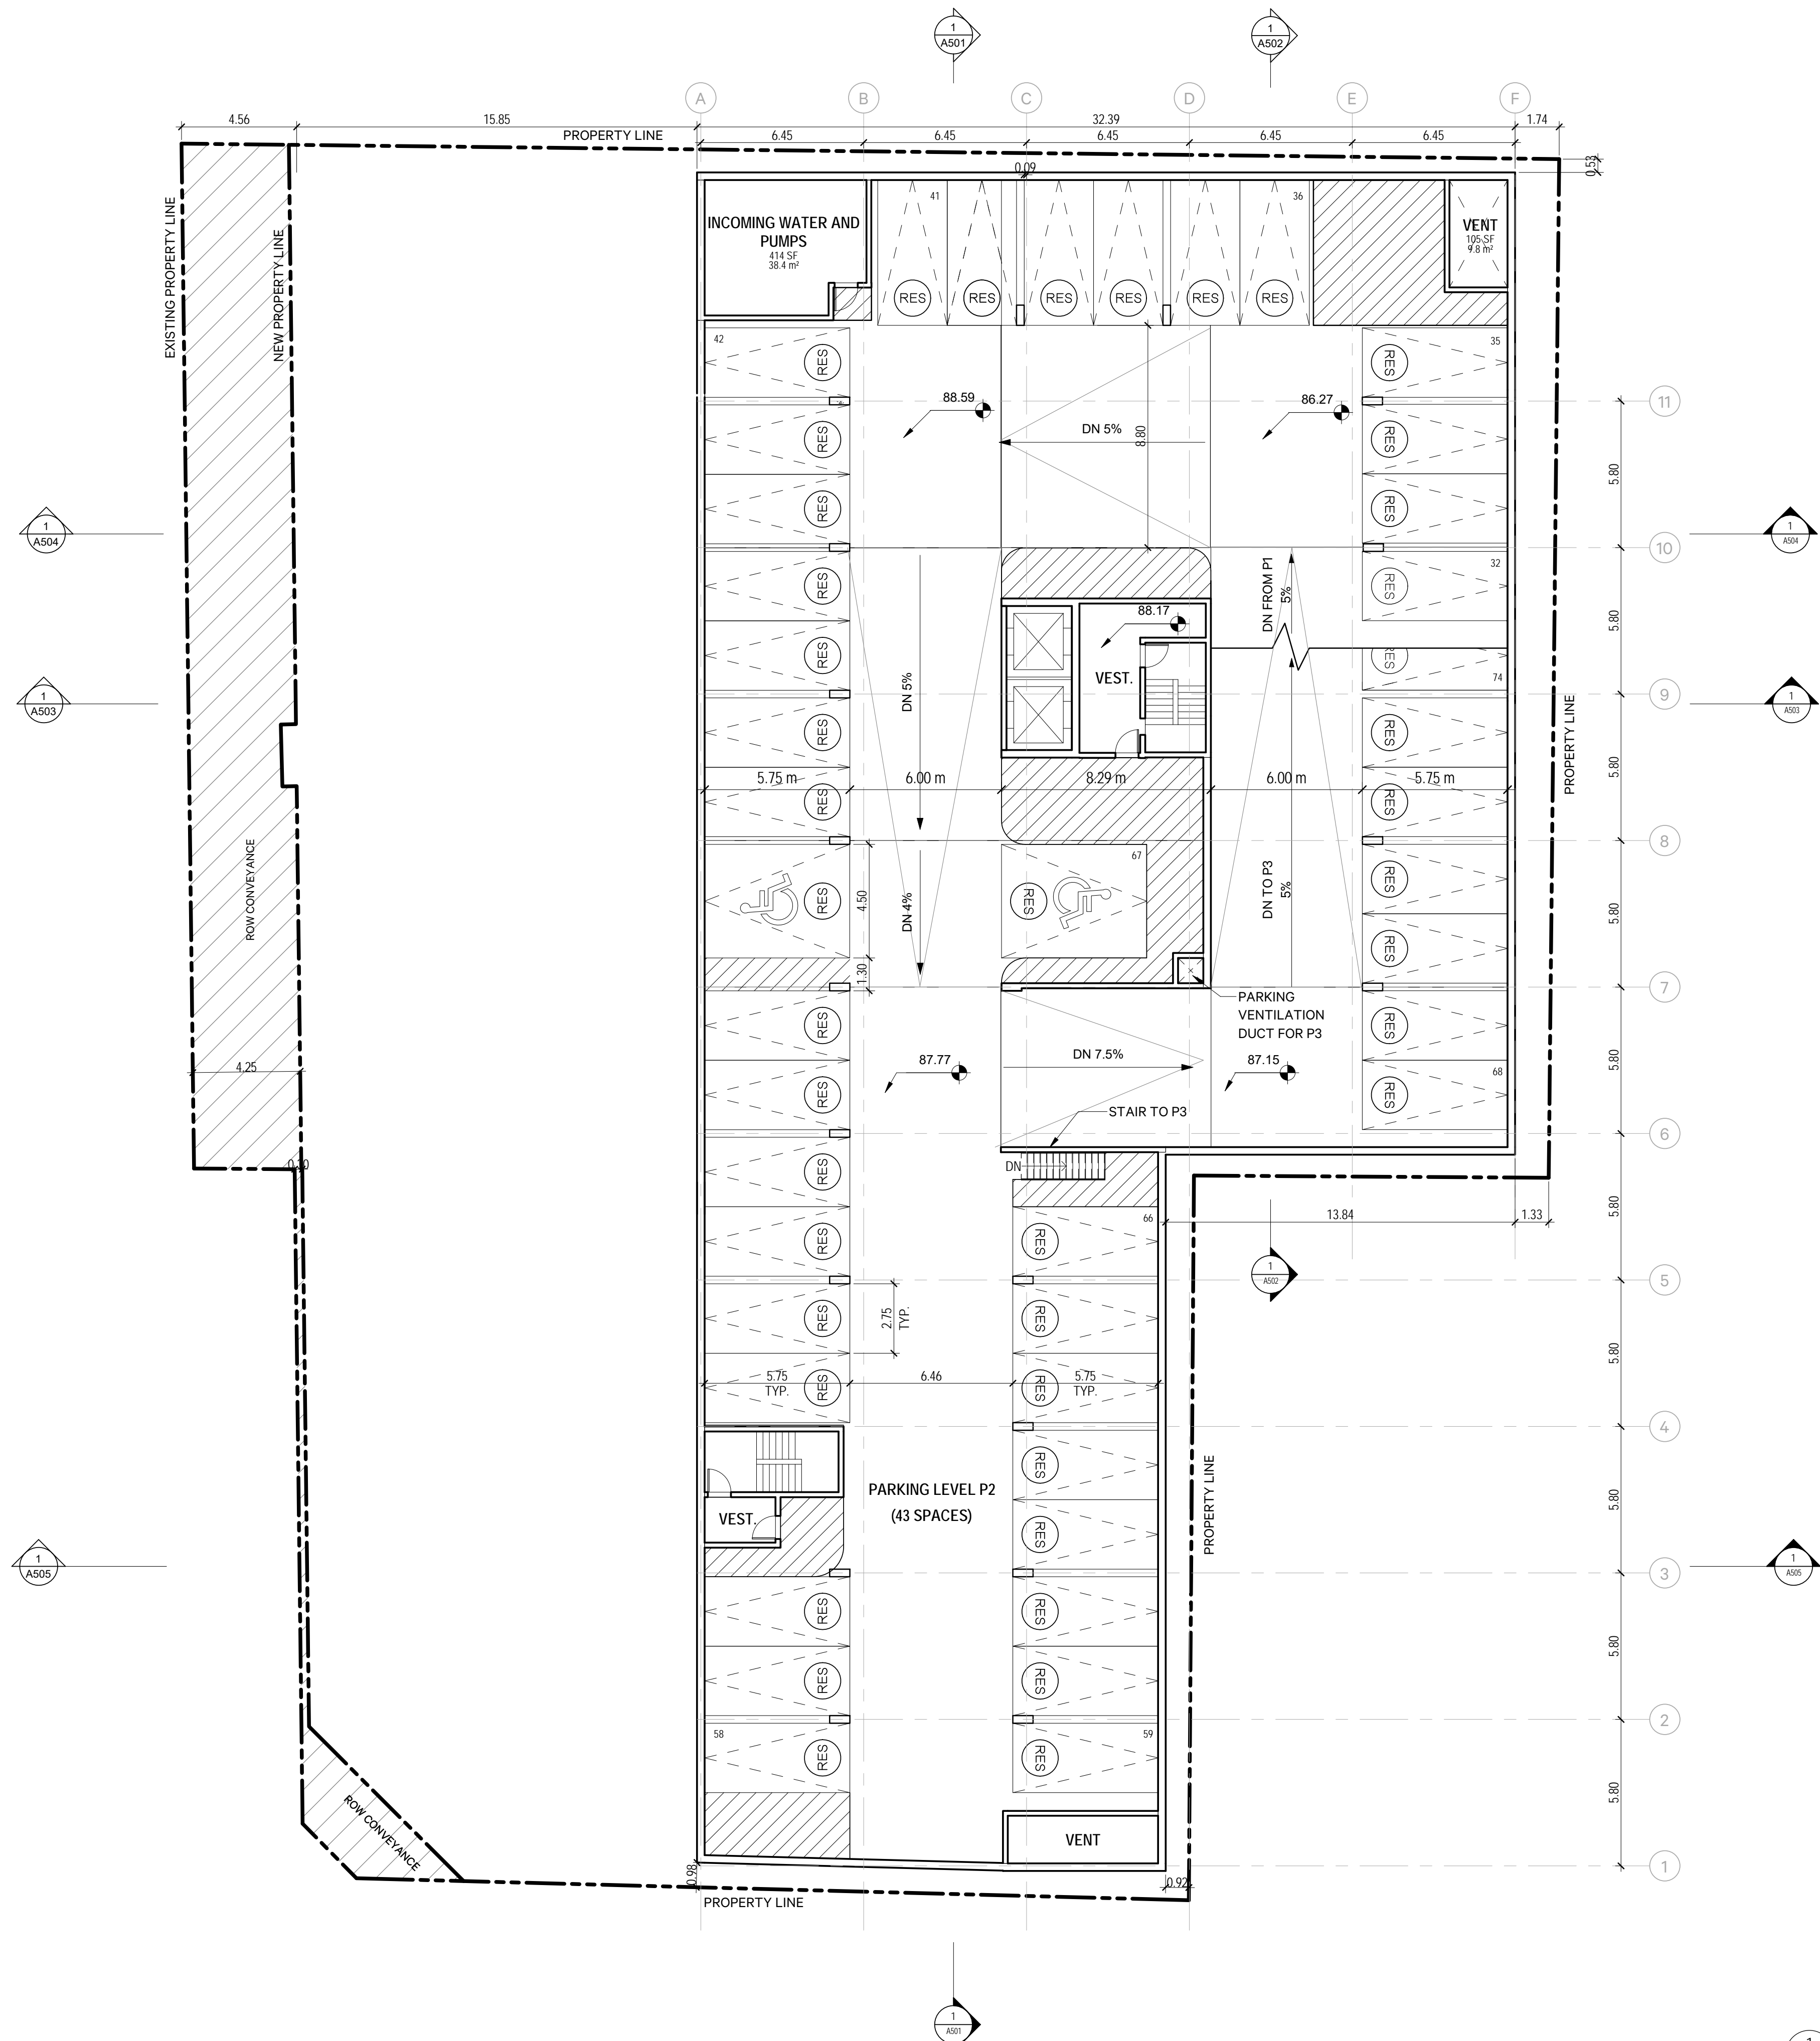 1
A501
1
A502
A
B
C
D
E
F
4.56
15.85
32.39
1.74
PROPERTY LINE
6.45
6.45
6.45
6.45
6.45
0.53
0.09
EXISTING PROPERTY LINE
NEW PROPERTY LINE
INCOMING WATER AND
PUMPS
414 SF
38.4 m²
41
36
VENT
105 SF
9.8 m²
RES
RES
RES
RES
RES
RES
42
RES
35
RES
88.59
86.27
11
DN 5%
8.80
RES
RES
5.80
RES
RES
1
A504
1
A504
10
RES
32
RES
DN FROM P1
5%
88.17
5.80
RES
VEST.
RES
74
DN 5%
9
1
A503
1
A503
RES
RES
PROPERTY LINE
5.75 m
6.00 m
8.29 m
6.00 m
5.75 m
5.80
RES
RES
8
ROW CONVEYANCE
67
RES
4.50
RES
DN 4%
DN TO P3
5%
RES
5.80
RES
1.30
7
PARKING
VENTILATION
DUCT FOR P3
RES
RES
DN 7.5%
87.77
87.15
4.25
68
5.80
RES
RES
STAIR TO P3
6
0.30
DN
RES
66
5.80
13.84
1.33
RES
RES
1
A502
5
2.75
TYP.
RES
RES
5.80
5.75
TYP.
6.46
5.75
TYP.
RES
RES
4
RES
PARKING LEVEL P2
(43 SPACES)
5.80
PROPERTY LINE
VEST.
RES
1
A505
1
A505
3
RES
RES
5.80
RES
RES
2
58
59
RES
RES
5.80
ROW CONVEYANCE
VENT
1
0.98
0.92
PROPERTY LINE
1
A501